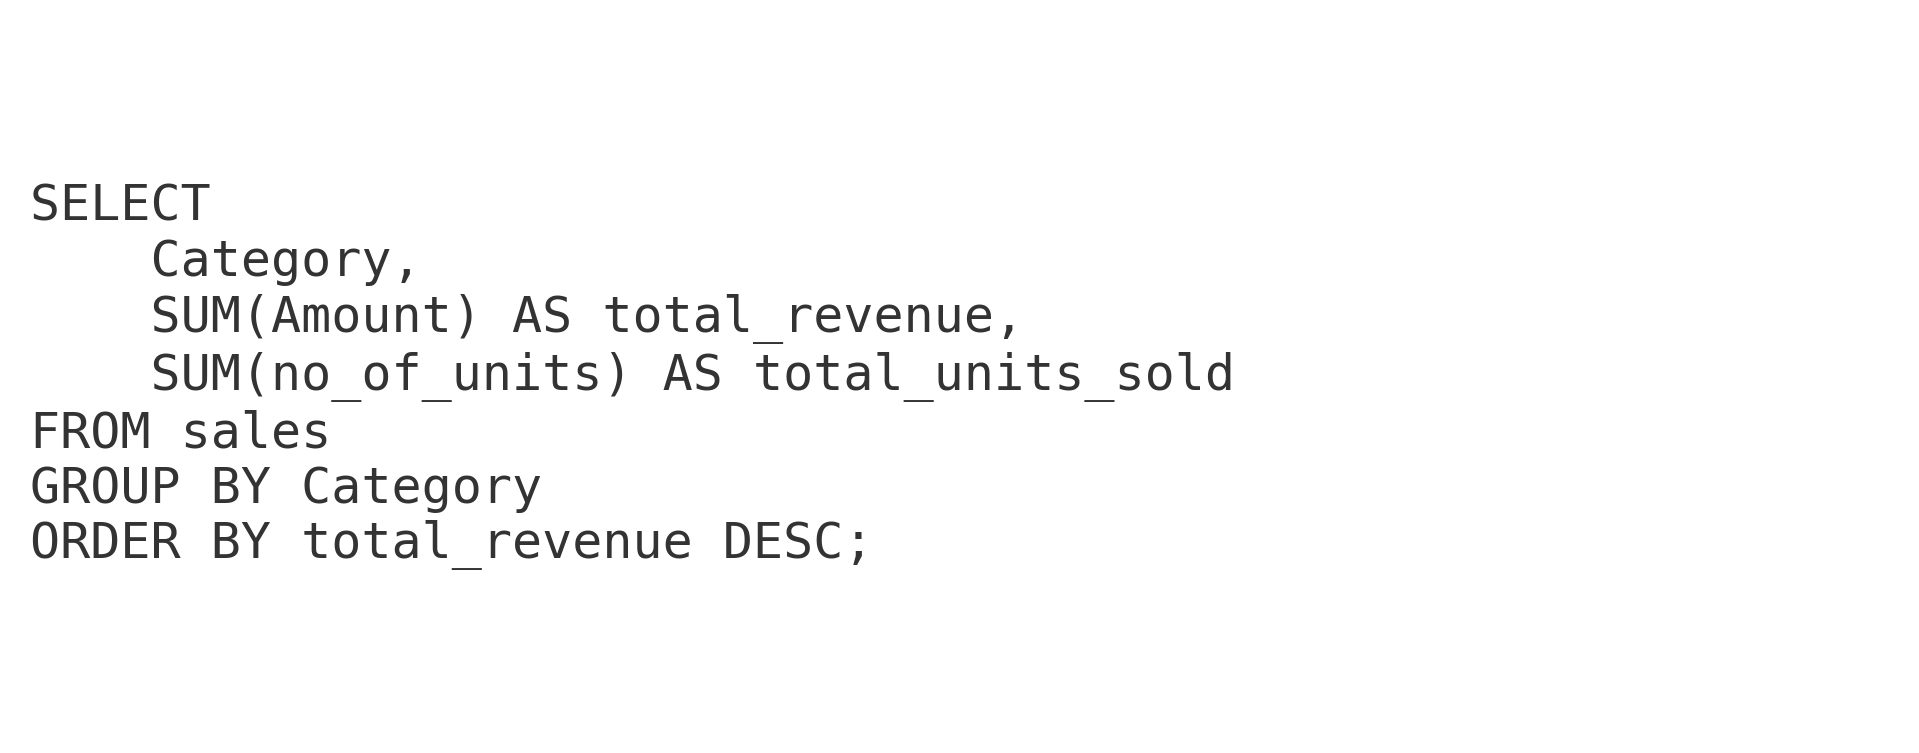 SELECT
    Category,
    SUM(Amount) AS total_revenue,
    SUM(no_of_units) AS total_units_sold
FROM sales
GROUP BY Category
ORDER BY total_revenue DESC;